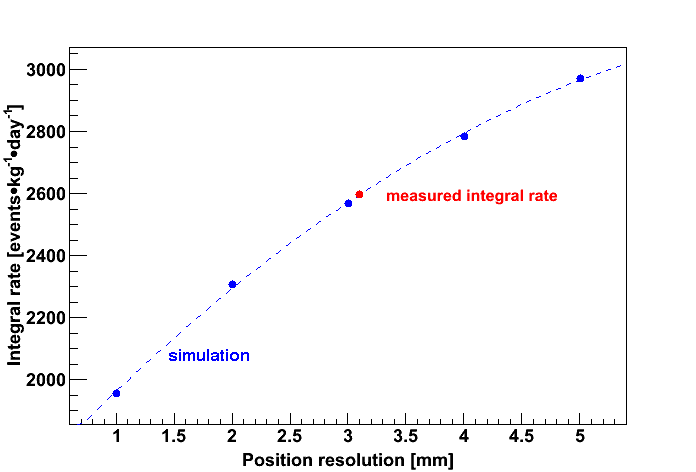 Integral rate [events•kg⁻¹•day⁻¹]
3000
2800
2600
2400
2200
2000
measured integral rate
simulation
1 1.5 2 2.5 3 3.5 4 4.5 5
Position resolution [mm]